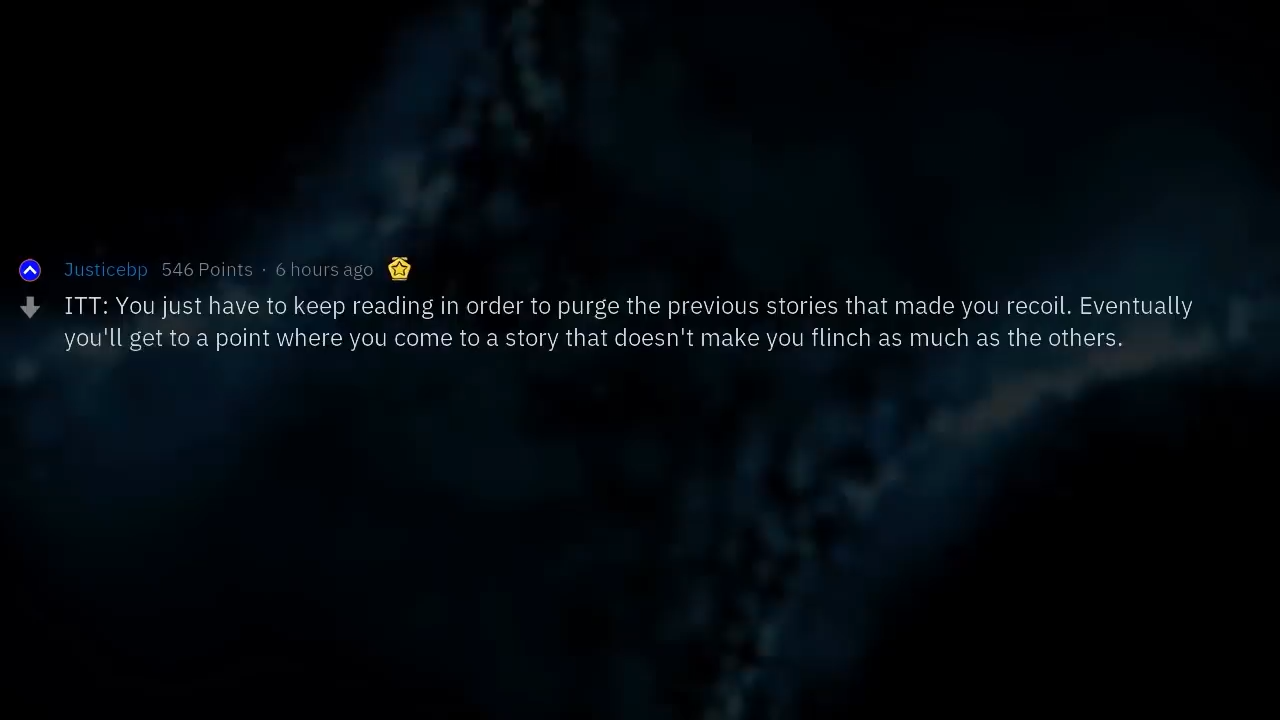 Justicebp 546 Points · 6 hours ago
ITT: You just have to keep reading in order to purge the previous stories that made you recoil. Eventually
you'll get to a point where you come to a story that doesn't make you flinch as much as the others.